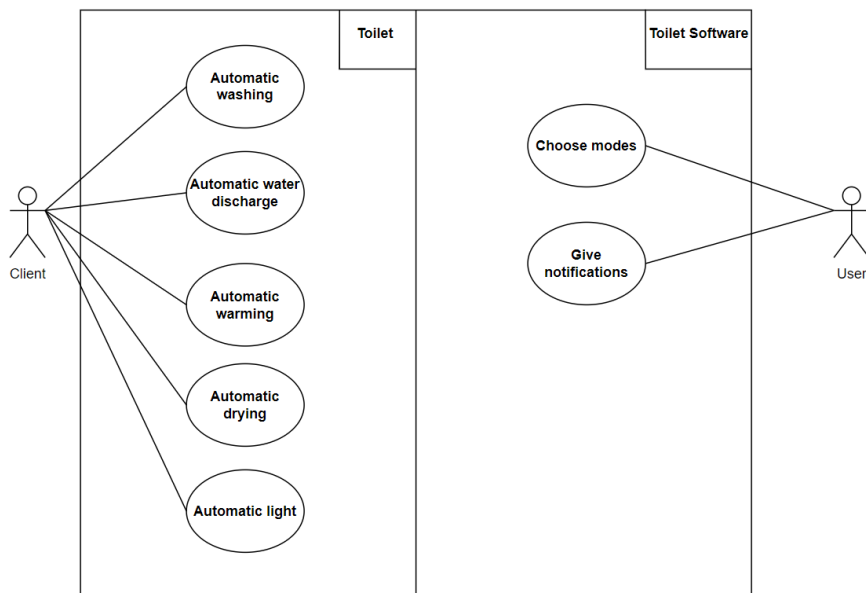 Toilet
Toilet Software
Automatic
washing
Choose modes
Automatic water
discharge
Give
notifications
Client
User
Automatic
warming
Automatic
drying
Automatic light